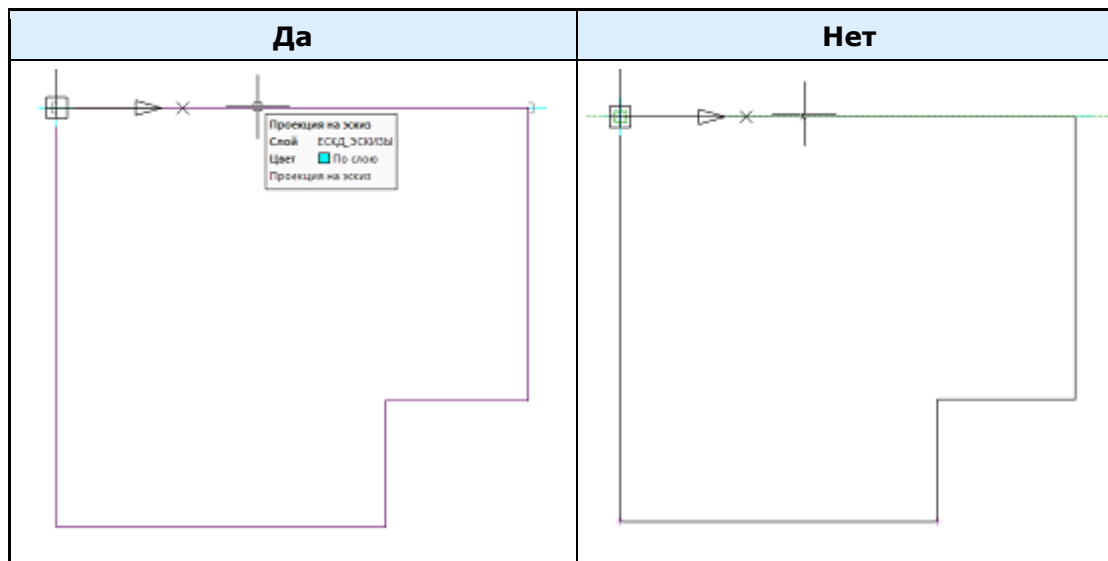 Да
Нет
Проекция на эскиз
Слой ЕСКД_ЭСКИЗЫ
Цвет По слою
Проекция на эскиз